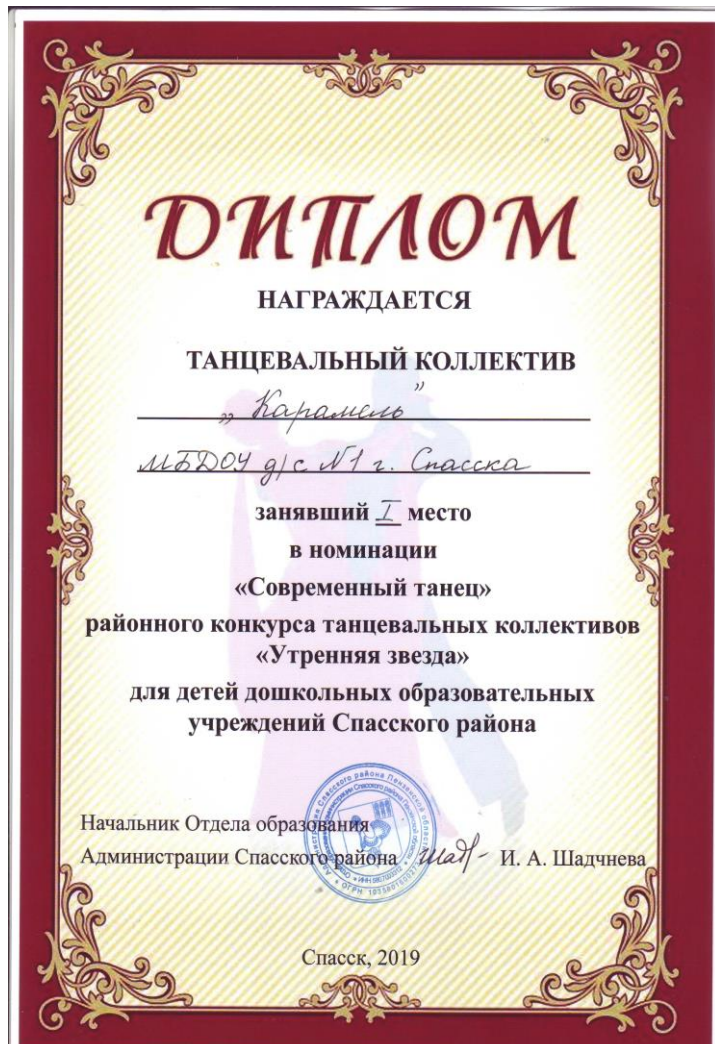 ДИПЛОМ
НАГРАЖДАЕТСЯ
ТАНЦЕВАЛЬНЫЙ КОЛЛЕКТИВ
„Карамель”
МБДОУ д/с №1 г. Спасска
занявший I место
в номинации
«Современный танец»
районного конкурса танцевальных коллективов
«Утренняя звезда»
для детей дошкольных образовательных
учреждений Спасского района
Начальник Отдела образования
Администрации Спасского района И. А. Шадчнева
Спасск, 2019